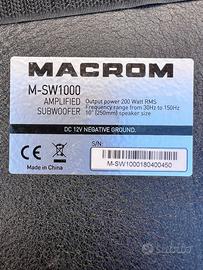 MACROM
M-SW1000
AMPLIFIED
SUBWOOFER
Output power 200 Watt RMS
Frequency range from 30Hz to 150Hz
10" (250mm) speaker size
DC 12V NEGATIVE GROUND.
CE
Made in China
S/N:
M-SW1000180400450
Subito